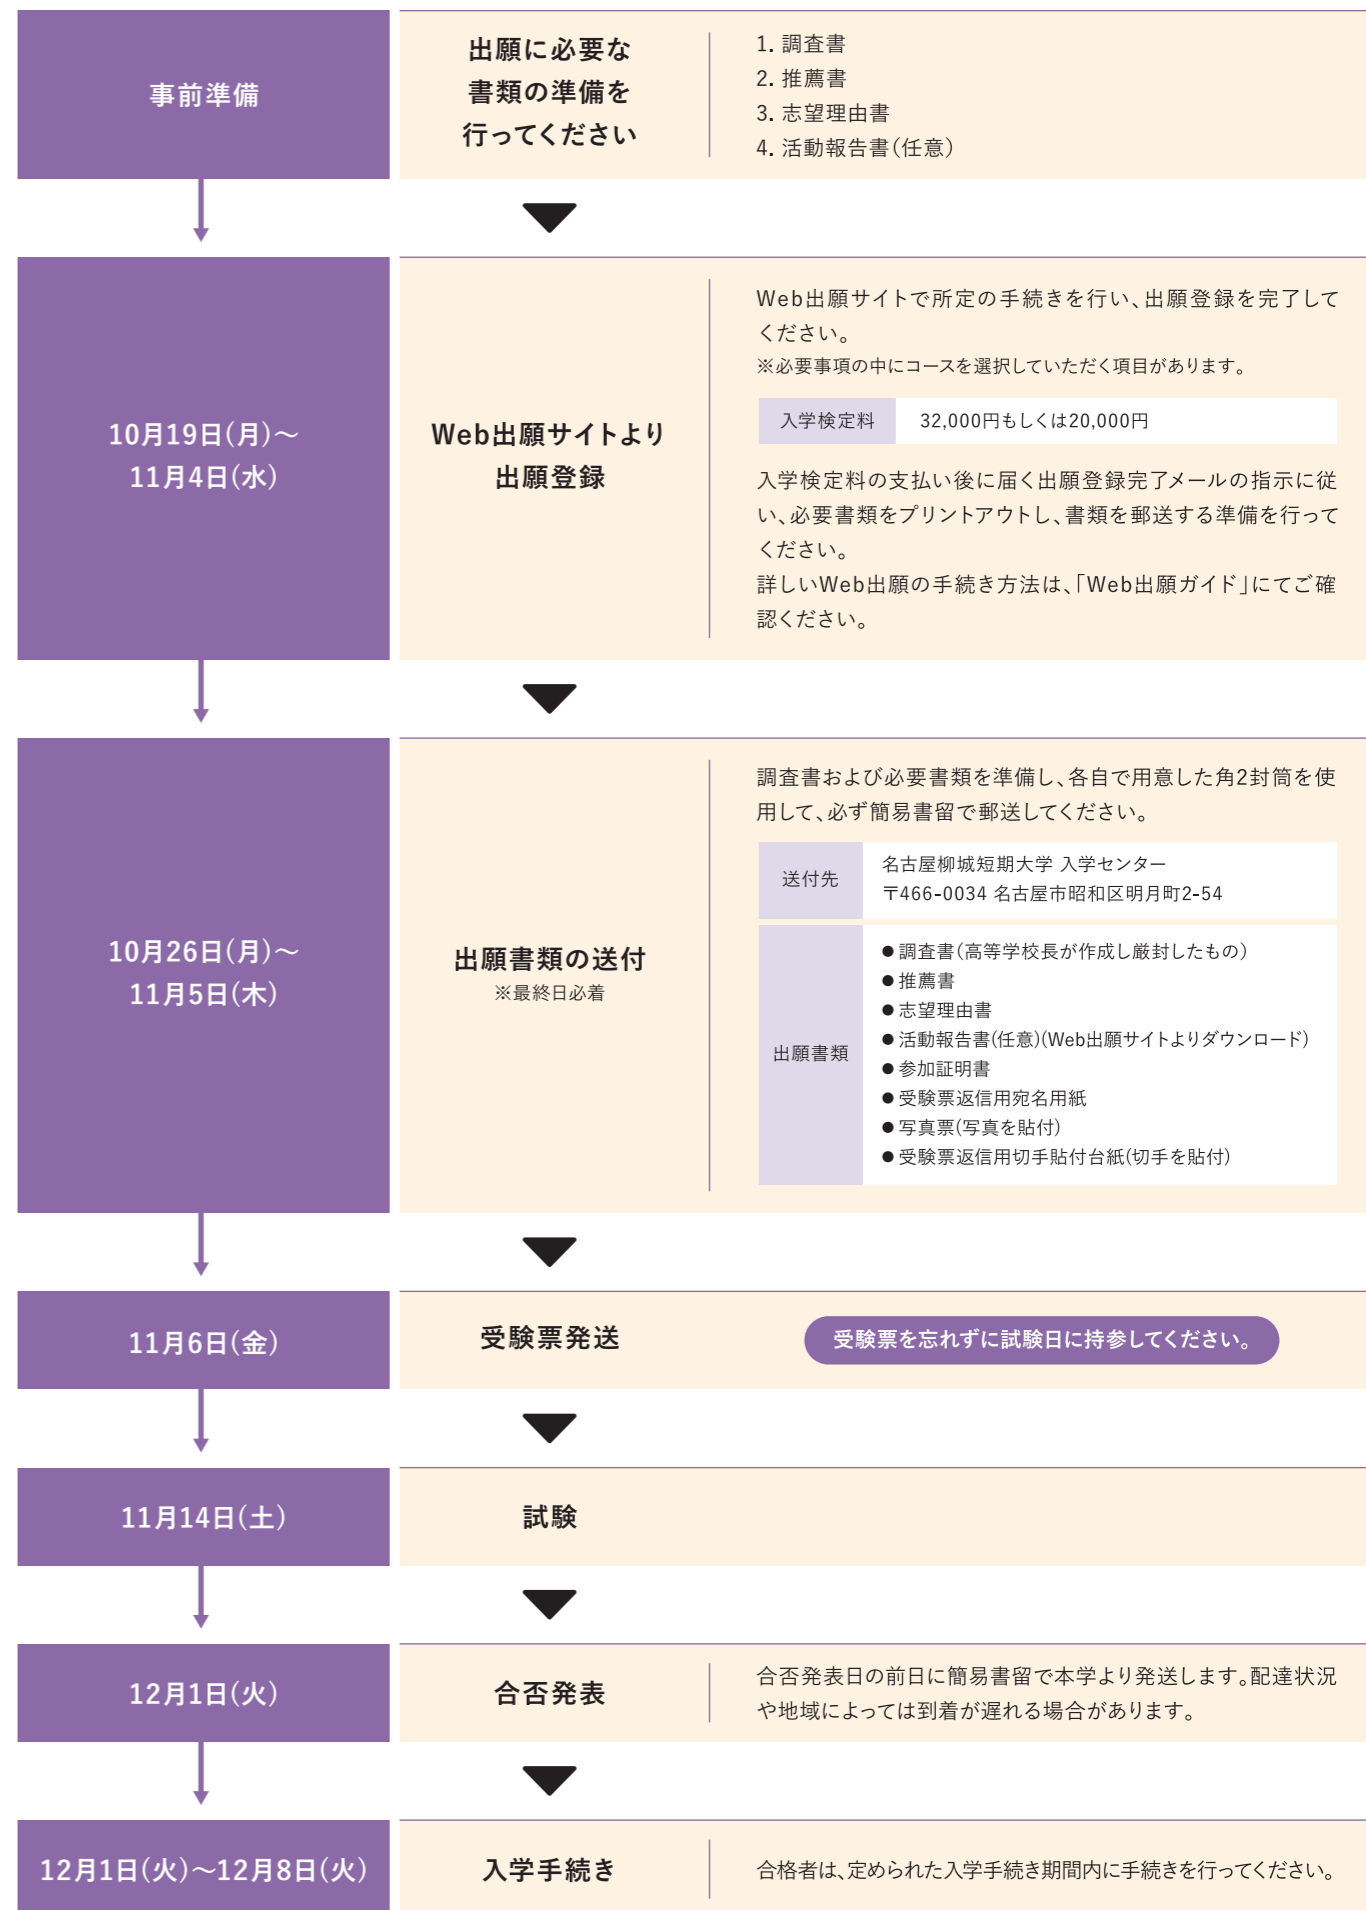 事前準備
出願に必要な
書類の準備を
行ってください
1. 調査書
2. 推薦書
3. 志望理由書
4. 活動報告書(任意)
10月19日(月)〜
11月4日(水)
Web出願サイトより
出願登録
Web出願サイトで所定の手続きを行い、出願登録を完了して
ください。
※必要事項の中にコースを選択していただく項目があります。
入学検定料
32,000円もしくは20,000円
入学検定料の支払い後に届く出願登録完了メールの指示に従
い、必要書類をプリントアウトし、書類を郵送する準備を行って
ください。
詳しいWeb出願の手続き方法は、「Web出願ガイド」にてご確
認ください。
10月26日(月)〜
11月5日(木)
出願書類の送付
※最終日必着
調査書および必要書類を準備し、各自で用意した角2封筒を使
用して、必ず簡易書留で郵送してください。
送付先
名古屋柳城短期大学 入学センター
〒466-0034 名古屋市昭和区明月町2-54
出願書類
●調査書(高等学校長が作成し厳封したもの)
●推薦書
●志望理由書
●活動報告書(任意)(Web出願サイトよりダウンロード)
●参加証明書
●受験票返信用宛名用紙
●写真票(写真を貼付)
●受験票返信用切手貼付台紙(切手を貼付)
11月6日(金)
受験票発送
受験票を忘れずに試験日に持参してください。
11月14日(土)
試験
12月1日(火)
合否発表
合否発表日の前日に簡易書留で本学より発送します。配達状況
や地域によっては到着が遅れる場合があります。
12月1日(火)〜12月8日(火)
入学手続き
合格者は、定められた入学手続き期間内に手続きを行ってください。